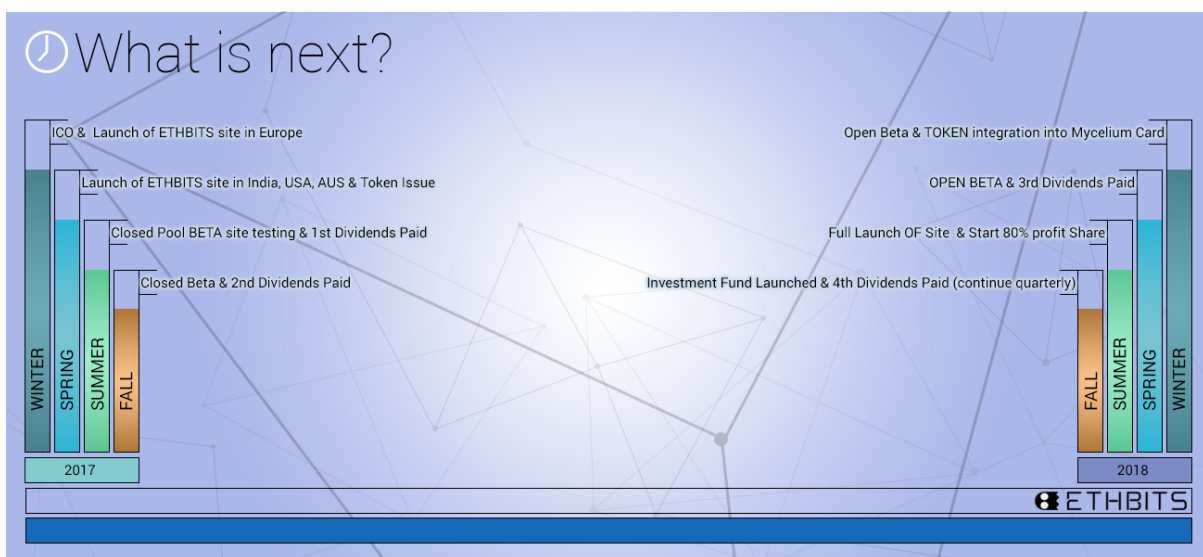 What is next?
ICO & Launch of ETHBITS site in Europe
Launch of ETHBITS site in India, USA, AUS & Token Issue
Closed Pool BETA site testing & 1st Dividends Paid
Closed Beta & 2nd Dividends Paid
WINTER
SPRING
SUMMER
FALL
2017
Open Beta & TOKEN integration into Mycelium Card
OPEN BETA & 3rd Dividends Paid
Full Launch OF Site & Start 80% profit Share
Investment Fund Launched & 4th Dividends Paid (continue quarterly)
FALL
SUMMER
SPRING
WINTER
2018
ETHBITS